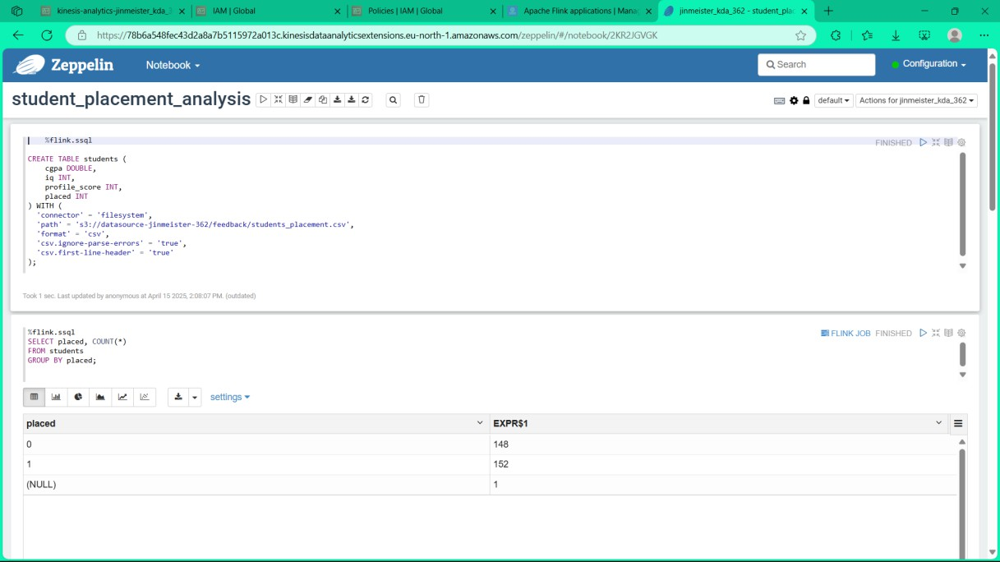 kinesis-analytics-jinmeister_kda_3
IAM | Global
Policies | IAM | Global
Apache Flink applications | Mana
jinmeister_kda_362 - student_plac
https://78b6a548fec43d2a8a7b5115972a013c.kinesisdataanalyticsextensions.eu-north-1.amazonaws.com/zeppelin/#/notebook/2KR2JGVGK
Zeppelin
Notebook
Search
Configuration
student_placement_analysis
default
Actions for jinmeister_kda_362
%flink.ssql
FINISHED
CREATE TABLE students (
cgpa DOUBLE,
iq INT,
profile_score INT,
placed INT
) WITH (
'connector' = 'filesystem',
'path' = 's3://datasource-jinmeister-362/feedback/students_placement.csv',
'format' = 'csv',
'csv.ignore-parse-errors' = 'true',
'csv.first-line-header' = 'true'
);
Took 1 sec. Last updated by anonymous at April 15 2025, 2:08:07 PM. (outdated)
%flink.ssql
FLINK JOB FINISHED
SELECT placed, COUNT(*)
FROM students
GROUP BY placed;
settings
placed EXPR$1
0 148
1 152
(NULL) 1